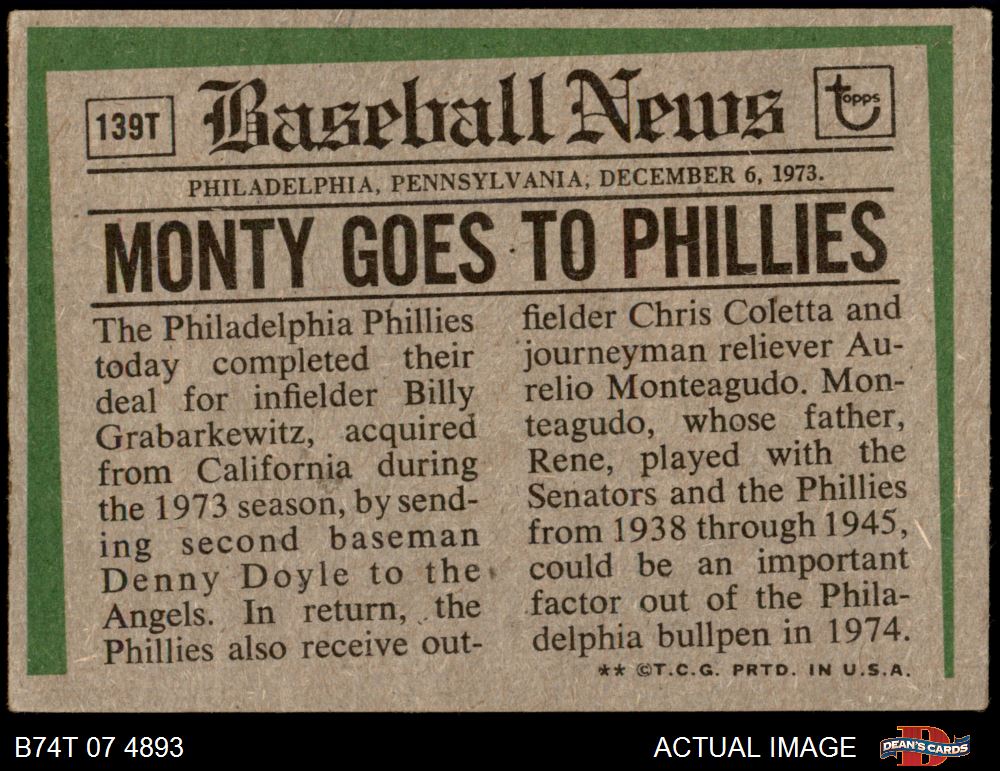 139T
Baseball News
topps
PHILADELPHIA, PENNSYLVANIA, DECEMBER 6, 1973.
MONTY GOES TO PHILLIES
The Philadelphia Phillies
today completed their
deal for infielder Billy
Grabarkewitz, acquired
from California during
the 1973 season, by send-
ing second baseman
Denny Doyle to the
Angels. In return, the
Phillies also receive out-
fielder Chris Coletta and
journeyman reliever Au-
relio Monteagudo. Mon-
teagudo, whose father,
Rene, played with the
Senators and the Phillies
from 1938 through 1945,
could be an important
factor out of the Phila-
delphia bullpen in 1974.
** ©T.C.G. PRTD. IN U.S.A.
B74T 07 4893
ACTUAL IMAGE
DEAN'S CARDS